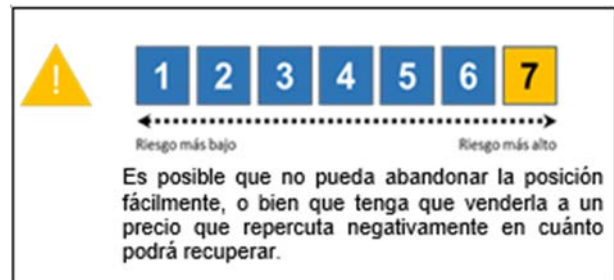 !
1 2 3 4 5 6 7
Riesgo más bajo Riesgo más alto
Es posible que no pueda abandonar la posición
fácilmente, o bien que tenga que venderla a un
precio que repercuta negativamente en cuánto
podrá recuperar.